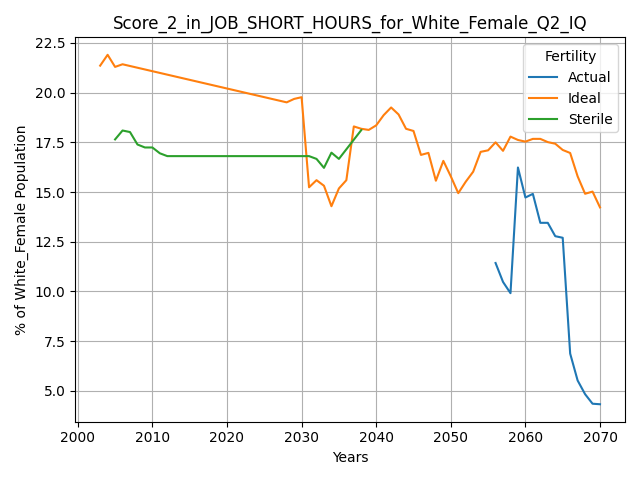 Score_2_in_JOB_SHORT_HOURS_for_White_Female_Q2_IQ
% of White_Female Population
22.5
20.0
17.5
15.0
12.5
10.0
7.5
5.0
Fertility
Actual
Ideal
Sterile
2000 2010 2020 2030 2040 2050 2060 2070
Years